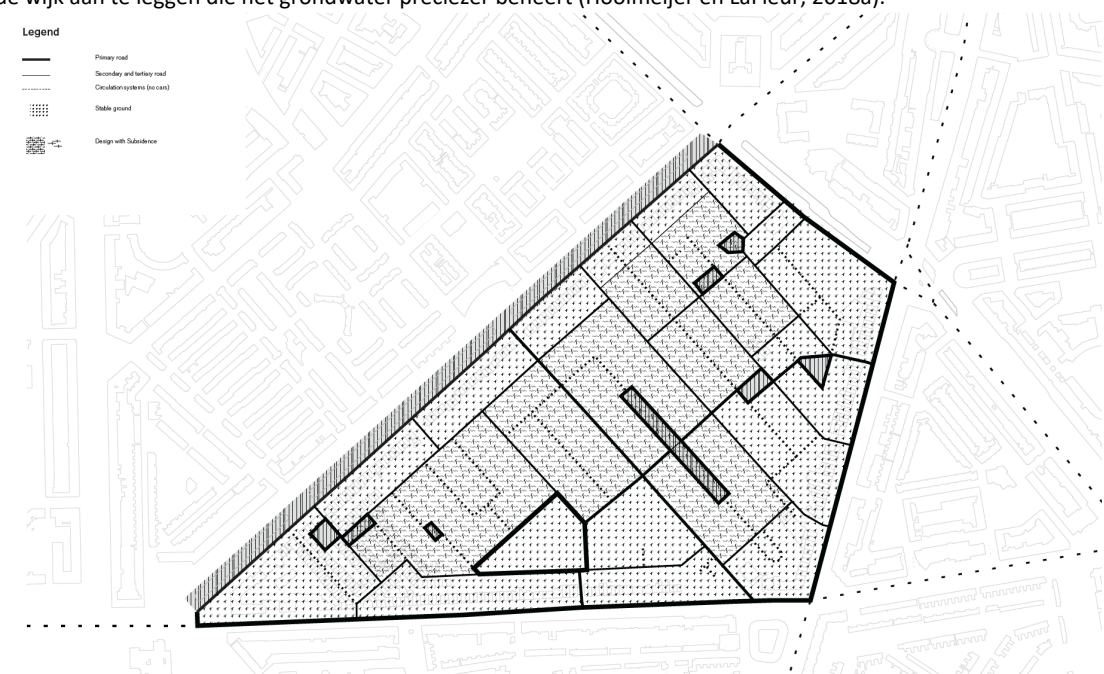 de wijk aan te leggen die het grondwater preciezer beheert (Hooimeijer en LaFleur, 2018a).
Legend
Primary road
Secondary and tertiary road
Circulation systems (no cars)
Stable ground
Design with Subsidence